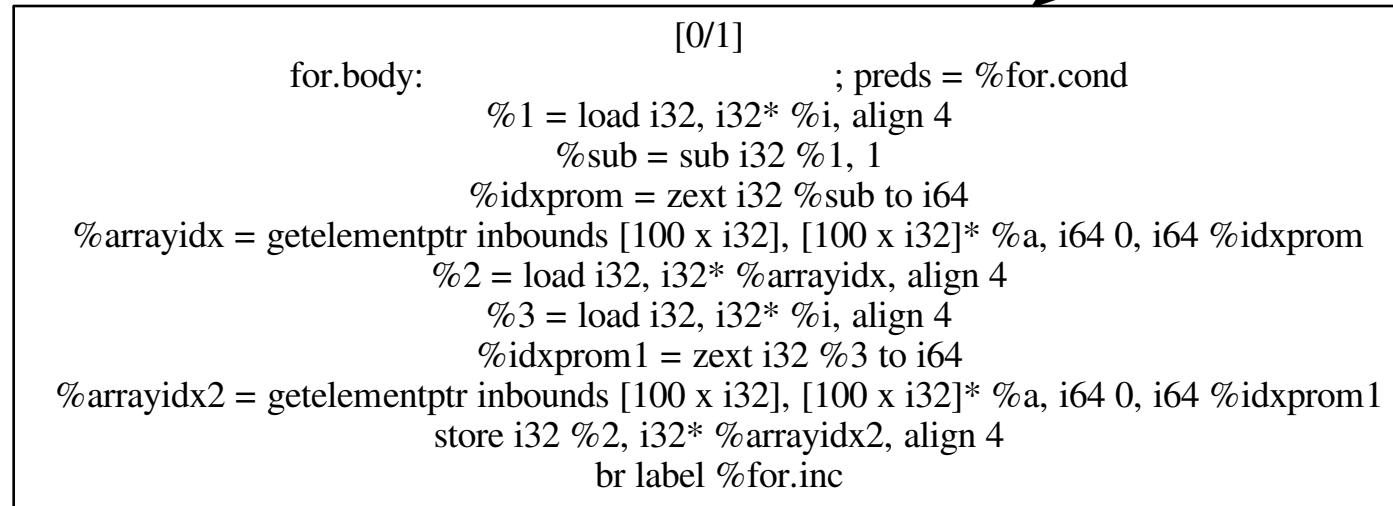 [0/1]
for.body: ; preds = %for.cond
%1 = load i32, i32* %i, align 4
%sub = sub i32 %1, 1
%idxprom = zext i32 %sub to i64
%arrayidx = getelementptr inbounds [100 x i32], [100 x i32]* %a, i64 0, i64 %idxprom
%2 = load i32, i32* %arrayidx, align 4
%3 = load i32, i32* %i, align 4
%idxprom1 = zext i32 %3 to i64
%arrayidx2 = getelementptr inbounds [100 x i32], [100 x i32]* %a, i64 0, i64 %idxprom1
store i32 %2, i32* %arrayidx2, align 4
br label %for.inc